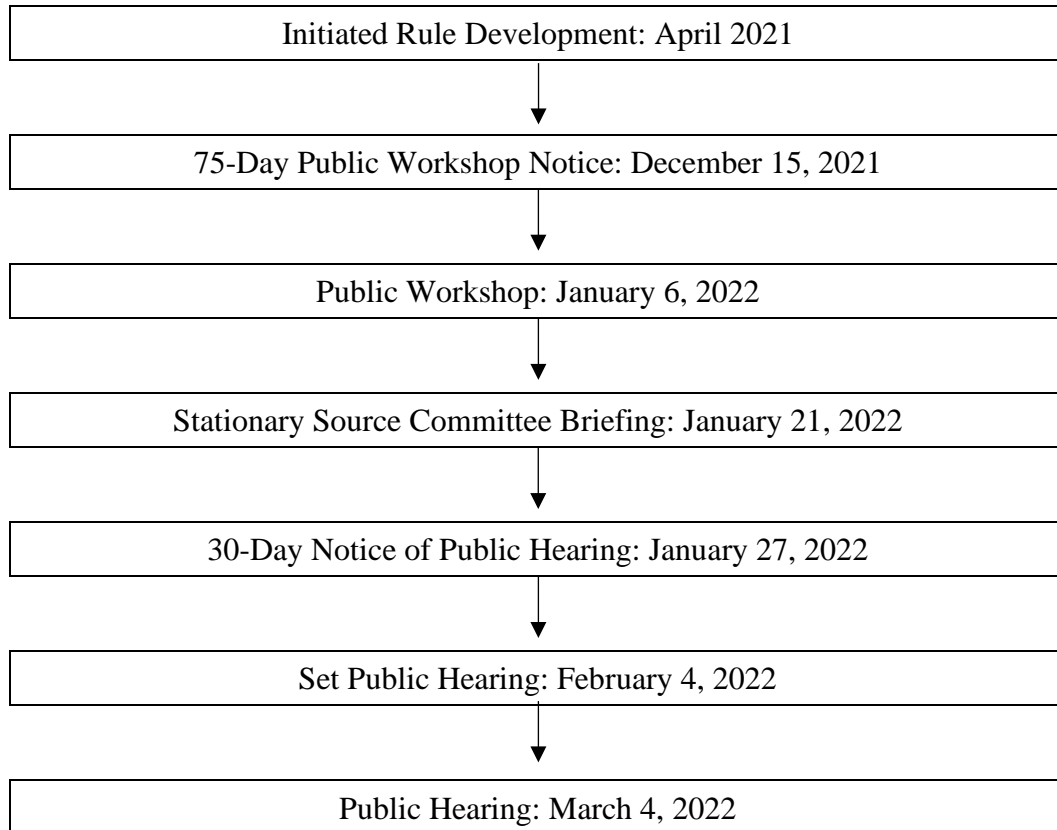 Initiated Rule Development: April 2021
75-Day Public Workshop Notice: December 15, 2021
Public Workshop: January 6, 2022
Stationary Source Committee Briefing: January 21, 2022
30-Day Notice of Public Hearing: January 27, 2022
Set Public Hearing: February 4, 2022
Public Hearing: March 4, 2022